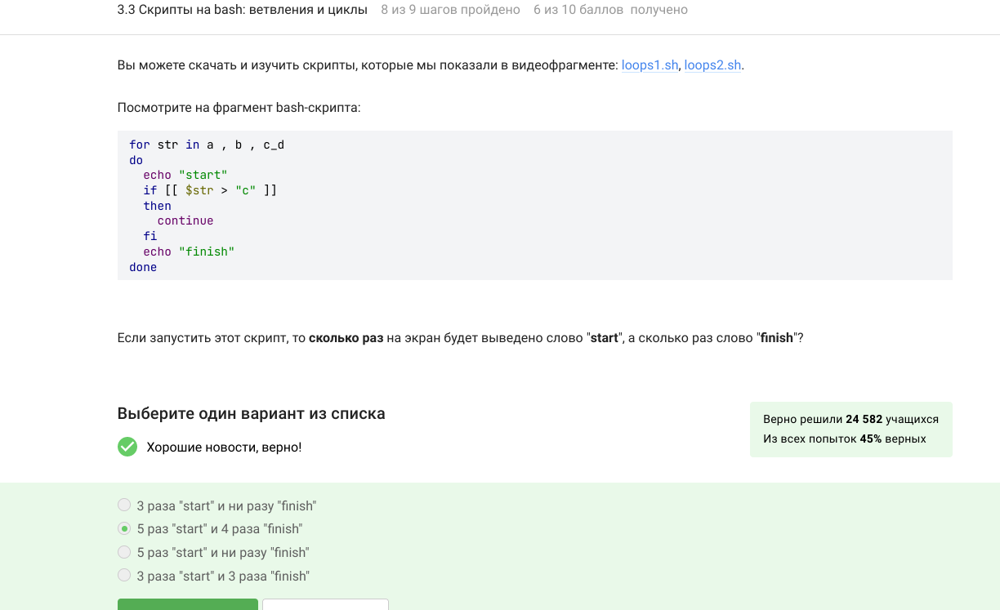 3.3 Скрипты на bash: ветвления и циклы 8 из 9 шагов пройдено 6 из 10 баллов получено
Вы можете скачать и изучить скрипты, которые мы показали в видеофрагменте: loops1.sh, loops2.sh.
Посмотрите на фрагмент bash-скрипта:
for str in a , b , c_d
do
  echo "start"
  if [[ $str > "c" ]]
  then
    continue
  fi
  echo "finish"
done
Если запустить этот скрипт, то сколько раз на экран будет выведено слово "start", а сколько раз слово "finish"?
Выберите один вариант из списка
Верно решили 24 582 учащихся
Из всех попыток 45% верных
Хорошие новости, верно!
3 раза "start" и ни разу "finish"
5 раз "start" и 4 раза "finish"
5 раз "start" и ни разу "finish"
3 раза "start" и 3 раза "finish"